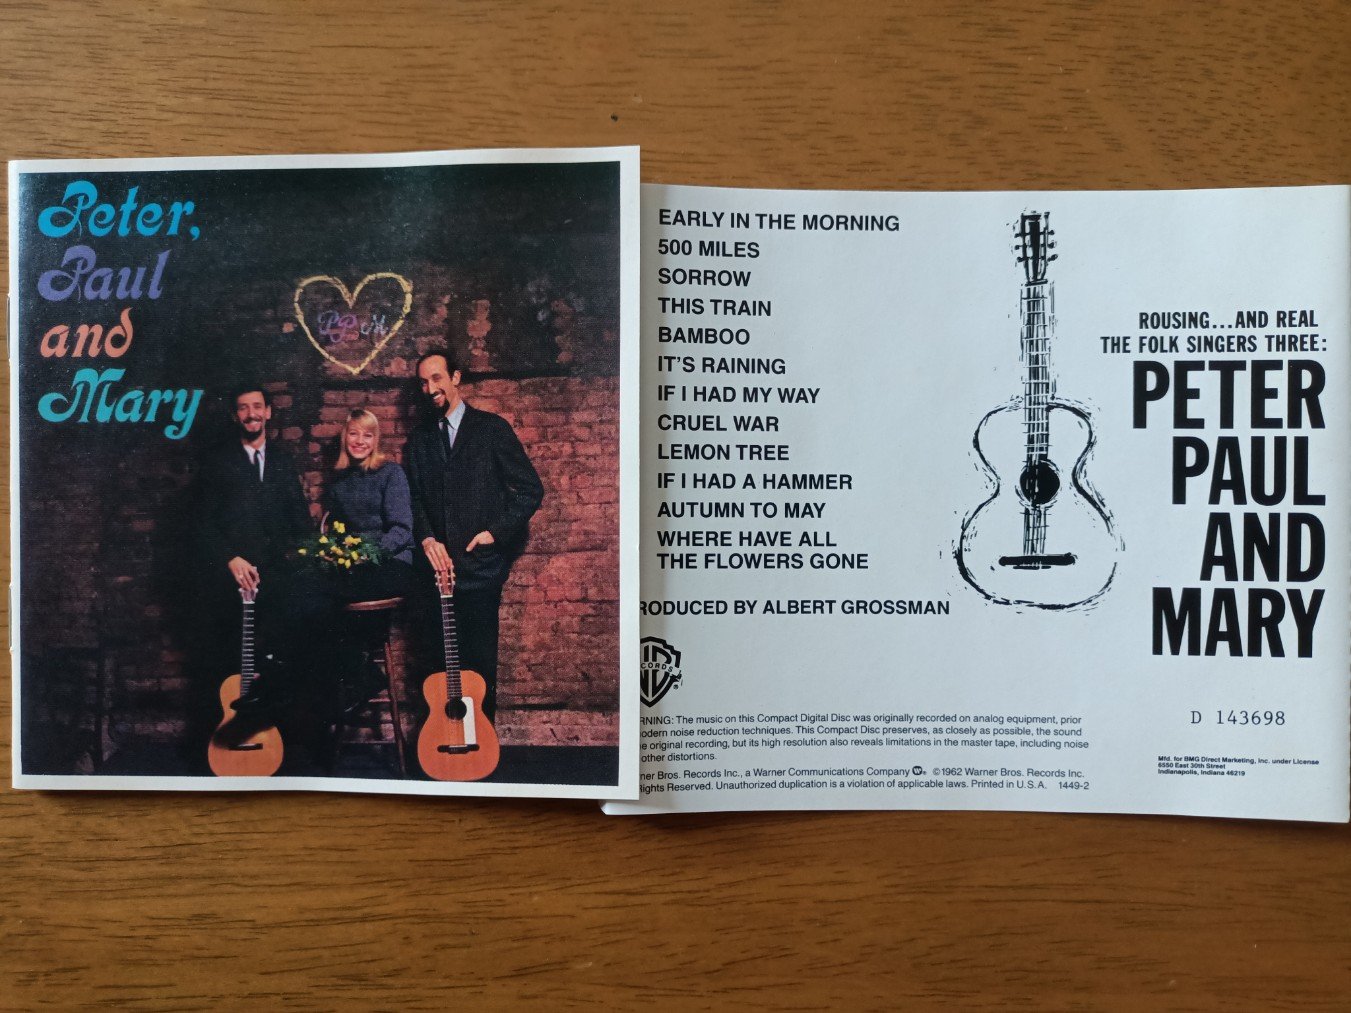 Peter,
Paul
and
Mary
PP&M
EARLY IN THE MORNING
500 MILES
SORROW
THIS TRAIN
BAMBOO
IT'S RAINING
IF I HAD MY WAY
CRUEL WAR
LEMON TREE
IF I HAD A HAMMER
AUTUMN TO MAY
WHERE HAVE ALL
THE FLOWERS GONE
RODUCED BY ALBERT GROSSMAN
RNING: The music on this Compact Digital Disc was originally recorded on analog equipment, prior
odern noise reduction techniques. This Compact Disc preserves, as closely as possible, the sound
e original recording, but its high resolution also reveals limitations in the master tape, including noise
other distortions.
ner Bros. Records Inc., a Warner Communications Company ©1962 Warner Bros. Records Inc.
ights Reserved. Unauthorized duplication is a violation of applicable laws. Printed in U.S.A. 1449-2
ROUSING...AND REAL
THE FOLK SINGERS THREE:
PETER
PAUL
AND
MARY
D 143698
Mfd. for BMG Direct Marketing, Inc. under License
6550 East 30th Street
Indianapolis, Indiana 46219